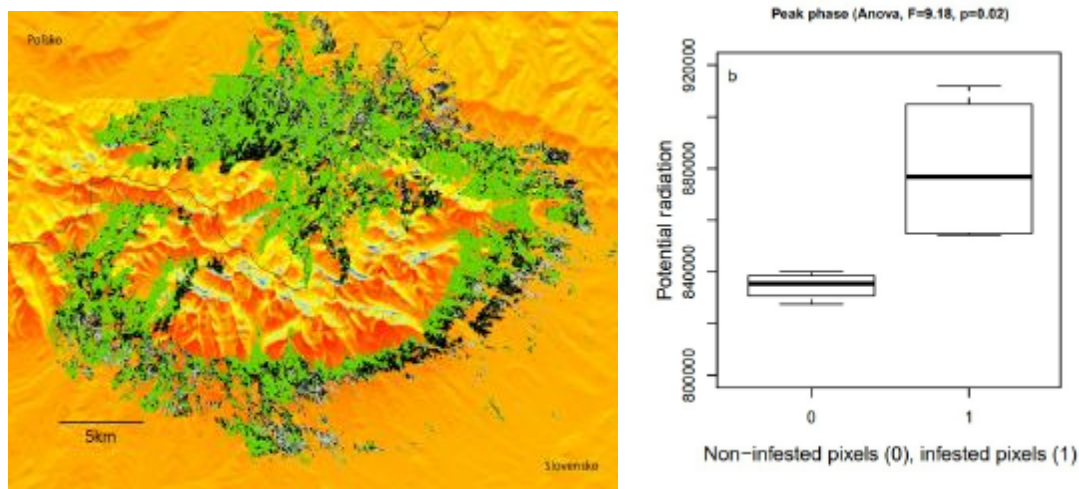 Polsko
5km
Slovensko
Peak phase (Anova, F=9.18, p=0.02)
b
Potential radiation
920000
880000
840000
800000
0 1
Non−infested pixels (0), infested pixels (1)